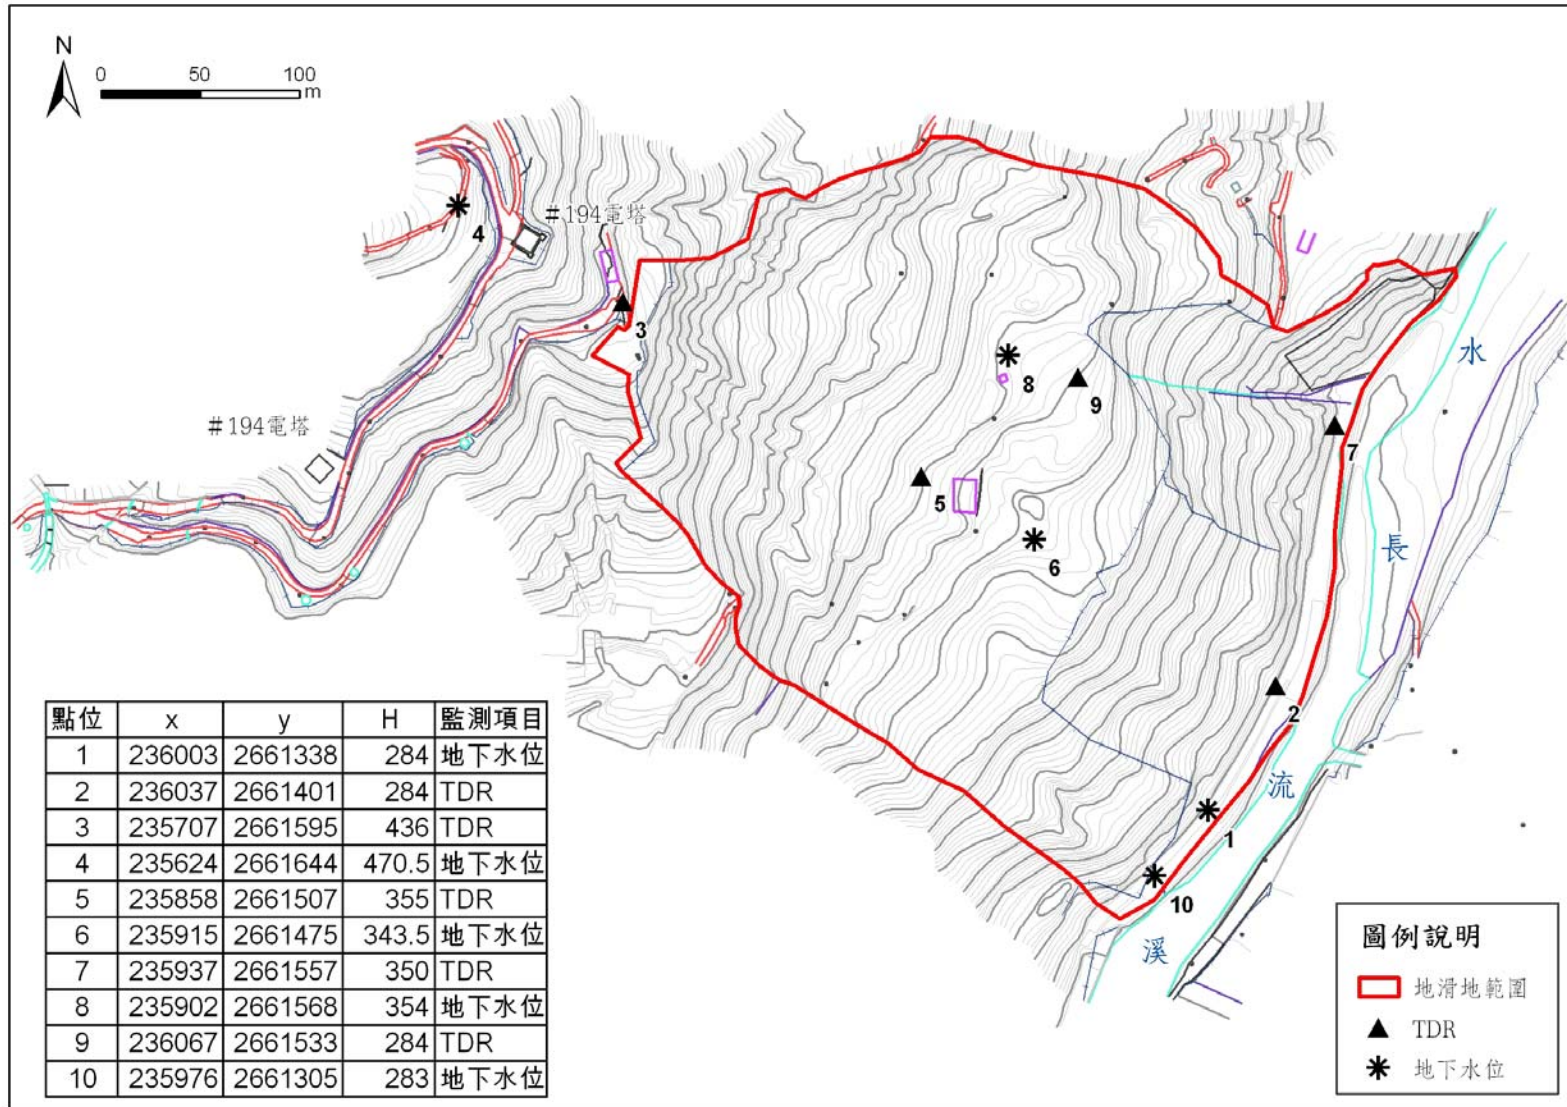 N
0 50 100
m
#194電塔
4
3
#194電塔
8
9
5
6
7
2
1
10
水
長
流
溪
點位 x y H 監測項目
1 236003 2661338 284 地下水位
2 236037 2661401 284 TDR
3 235707 2661595 436 TDR
4 235624 2661644 470.5 地下水位
5 235858 2661507 355 TDR
6 235915 2661475 343.5 地下水位
7 235937 2661557 350 TDR
8 235902 2661568 354 地下水位
9 236067 2661533 284 TDR
10 235976 2661305 283 地下水位
圖例說明
地滑地範圍
TDR
地下水位